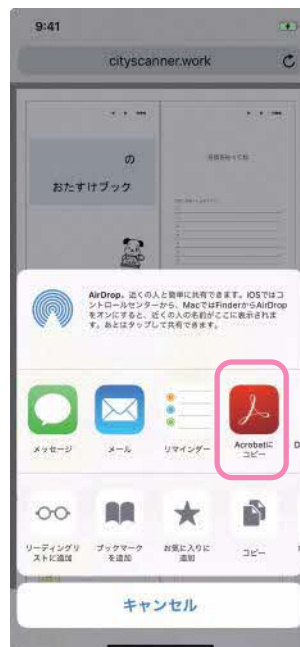 9:41
cityscanner.work
の
おたすけブック
AirDrop。近くの人と簡単に共有できます。iOSではコ
ントロールセンターから、MacではFinderからAirDrop
をオンにすると、近くの人の名前がここに表示されま
す。あとはタップして共有できます。
メッセージ
メール
リマインダー
Acrobatに
コピー
リーディングリ
ストに追加
ブックマーク
を追加
お気に入りに
追加
コピー
キャンセル